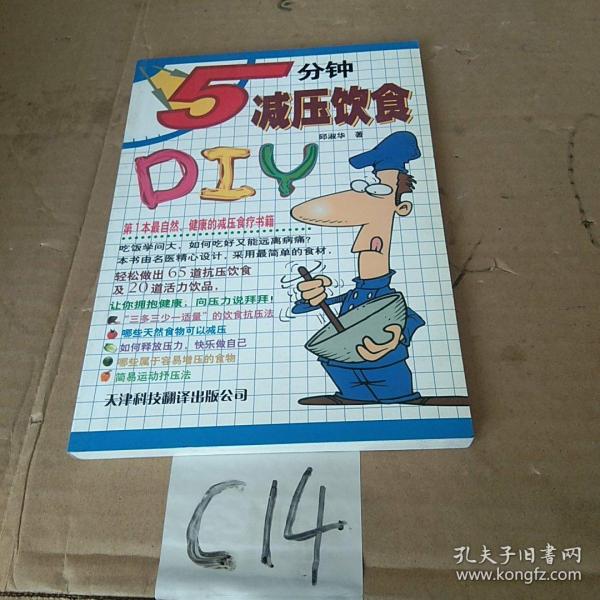 5分钟
减压饮食
邱淑华 著
DIY
第1本最自然、健康的减压食疗书籍
吃饭学问大，如何吃好又能远离病痛？
本书由名医精心设计，采用最简单的食材，
轻松做出65道抗压饮食
及20道活力饮品，
让你拥抱健康，向压力说拜拜！
“三多三少一适量”的饮食抗压法
哪些天然食物可以减压
如何释放压力，快乐做自己
哪些属于容易增压的食物
简易运动抒压法
天津科技翻译出版公司
C14
孔夫子旧书网
www.kongfz.com